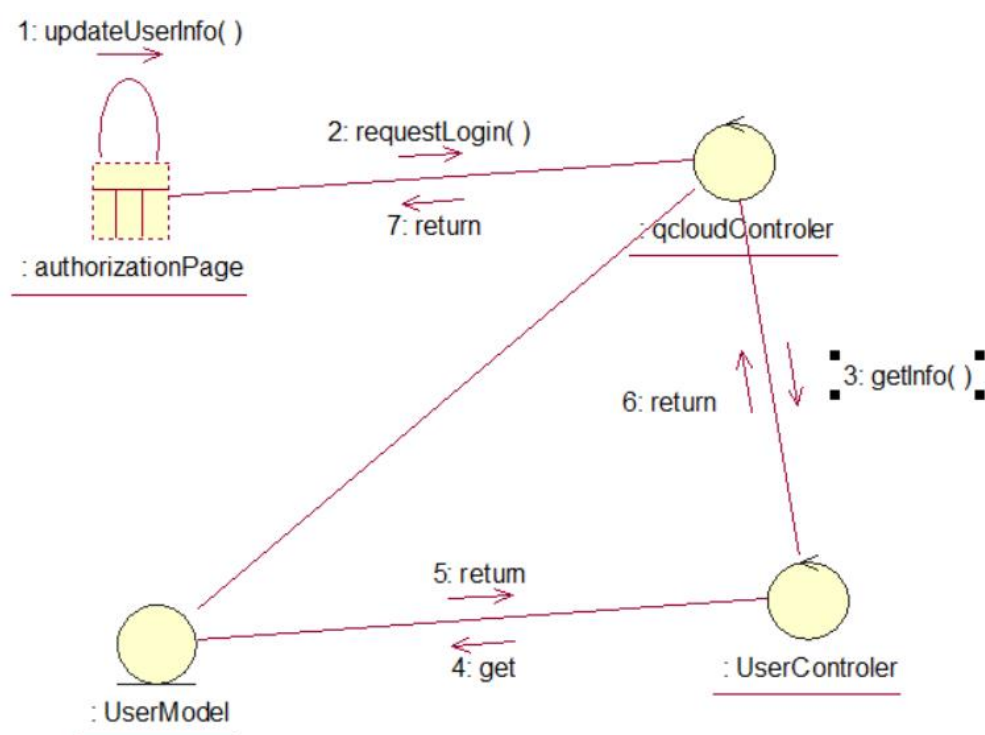 1: updateUserInfo( )
2: requestLogin( )
7: return
: qcloudControler
: authorizationPage
3: getInfo( )
6: return
5: return
4: get
: UserControler
: UserModel